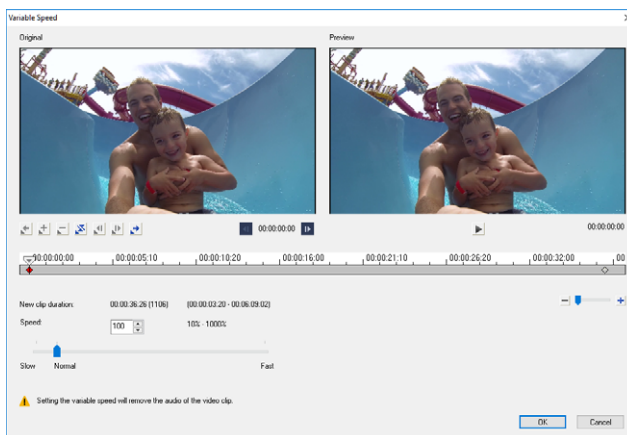 Variable Speed
Original Preview
00:00:00:00 00:00:00:00
00:00:00:00 00:00:05:10 00:00:10:20 00:00:16:00 00:00:21:10 00:00:26:20 00:00:32:00 00
New clip duration: 00:00:36:26 (1106) (00:00:03:20 - 00:06:09:02)
Speed: 100 10% - 1000%
Slow Normal Fast
Setting the variable speed will remove the audio of the video clip.
OK Cancel